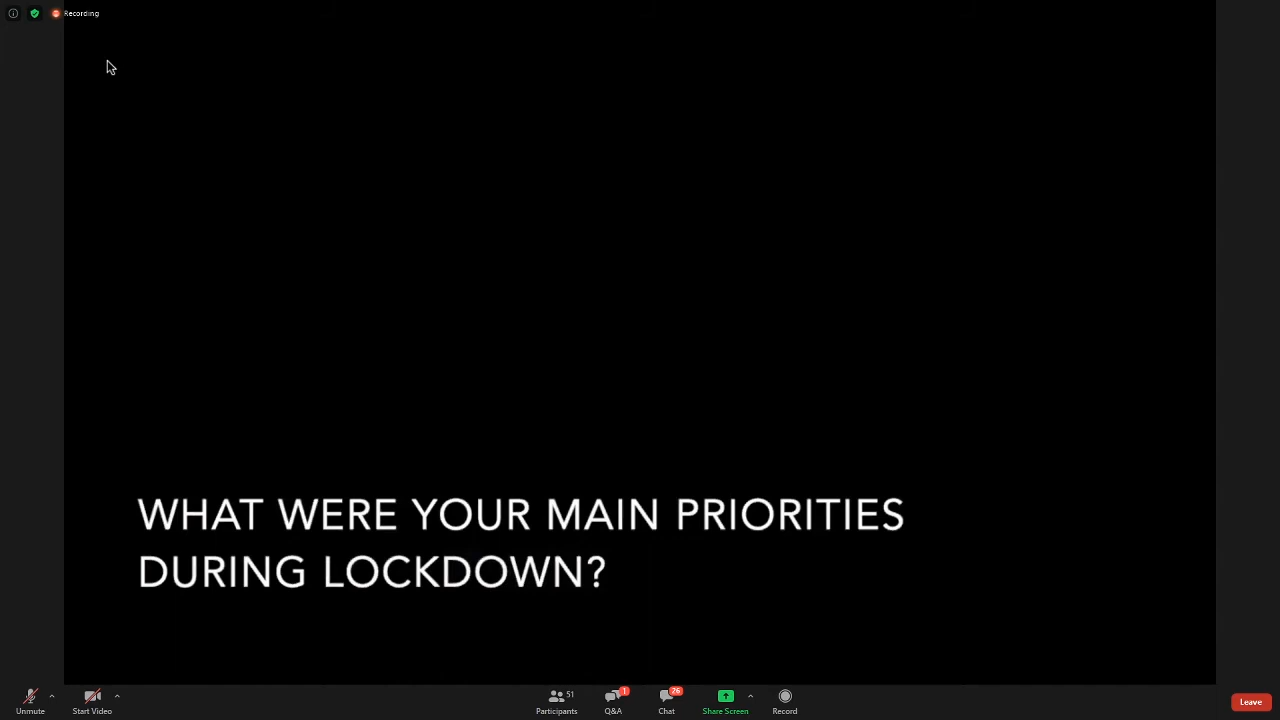 Recording
WHAT WERE YOUR MAIN PRIORITIES
DURING LOCKDOWN?
51
1
26
Unmute
Start Video
Participants
Q&A
Chat
Share Screen
Record
Leave